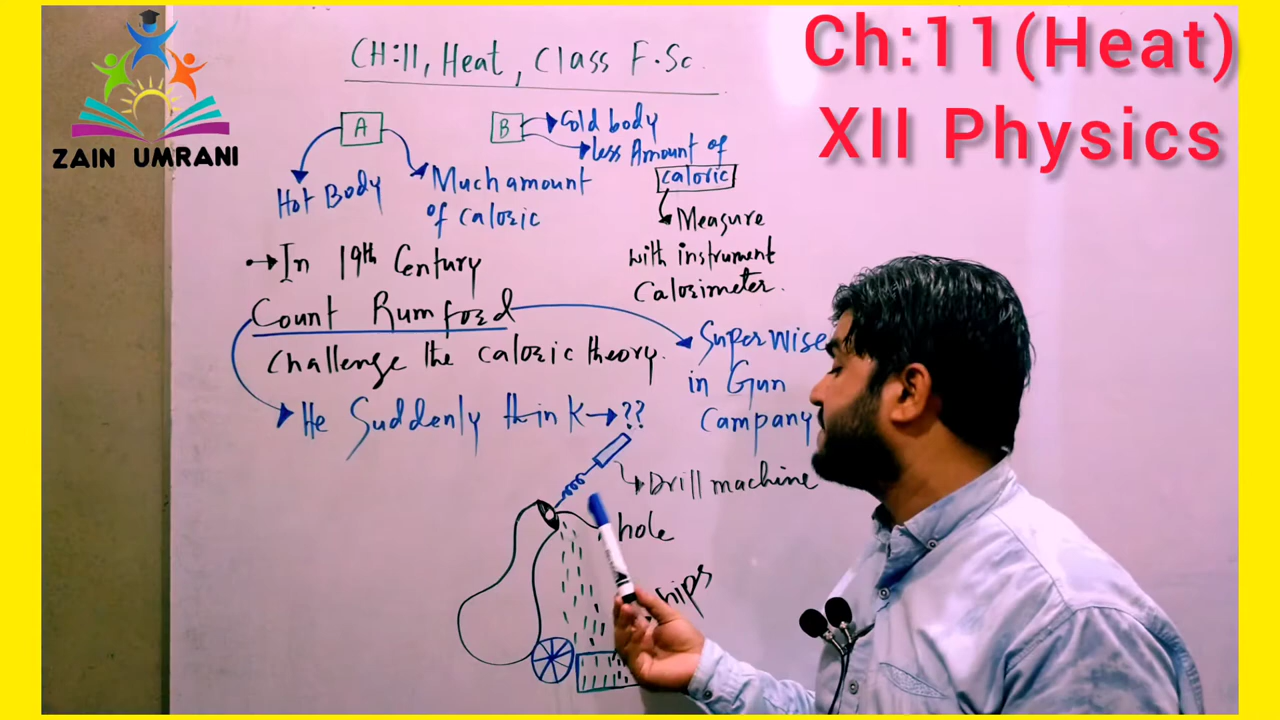 Ch:11(Heat)
XII Physics
ZAIN UMRANI
CH:11, Heat, Class F.Sc.
A
B
Cold body
less Amount of
caloric
Hot Body
Much amount
of caloric
Measure
with instrument
Calorimeter.
In 19th Century
Count Rumford
challenge the caloric theory.
Superwise
in Gun
Campany
He Suddenly think ??
Drill machine
hole
hips